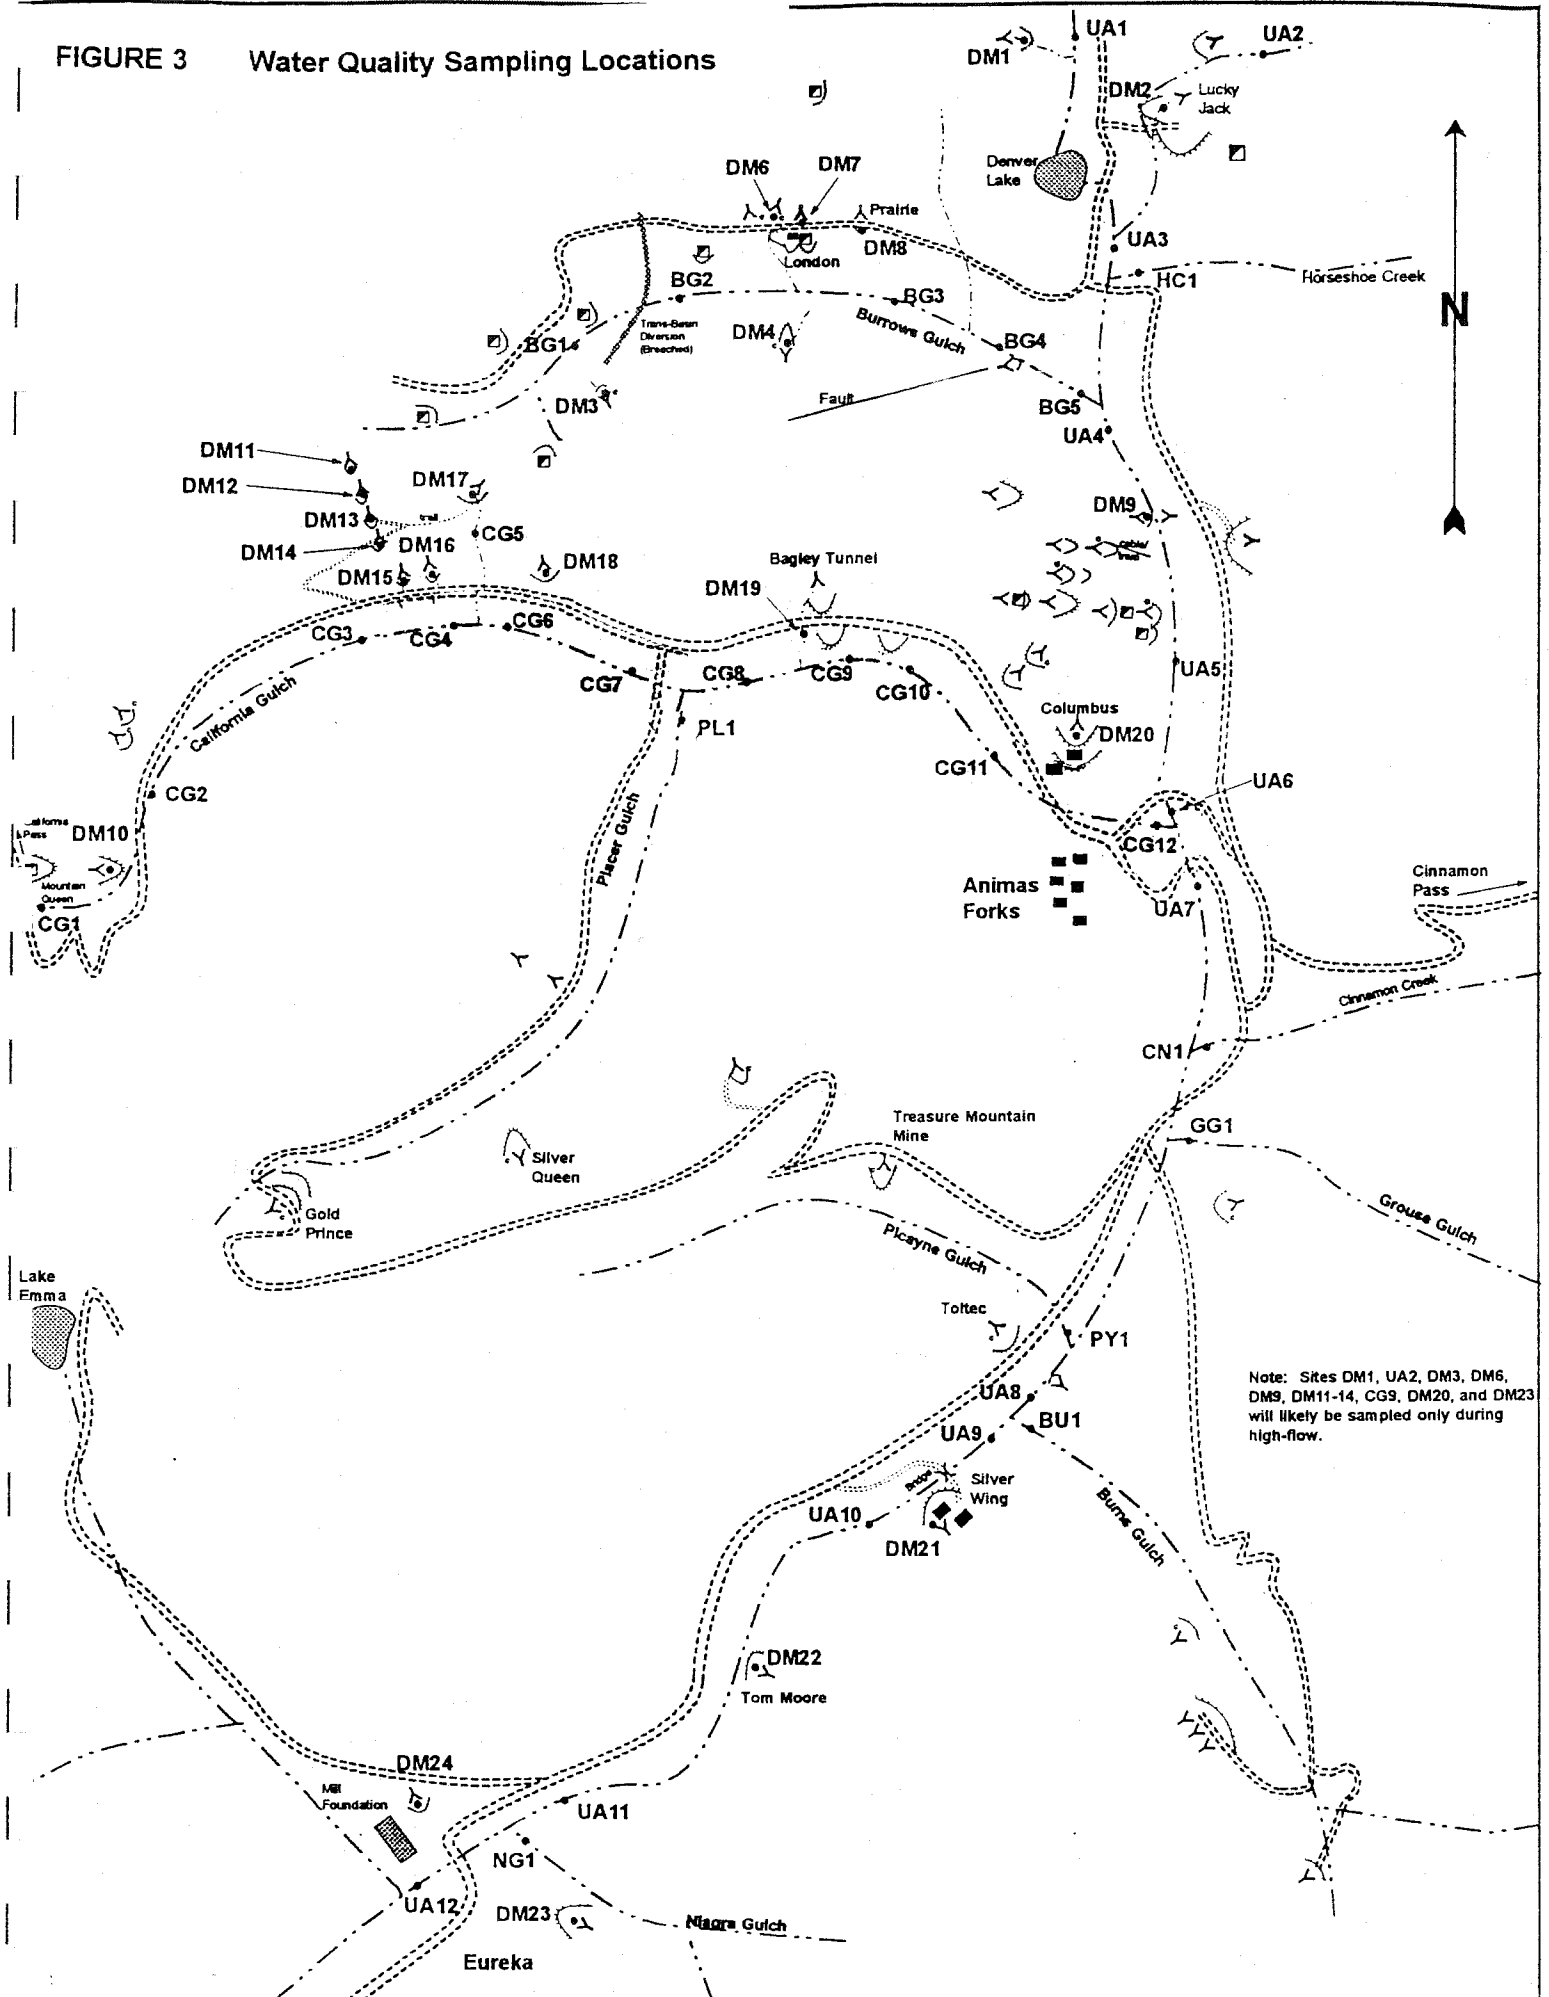 FIGURE 3 Water Quality Sampling Locations
UA1
UA2
DM1
DM2
Lucky
Jack
Denver
Lake
DM6
DM7
Prairie
DM8
London
UA3
HC1
Horseshoe Creek
BG2
BG3
Trans-Basin
Diversion
(Breached)
DM4
Burrows Gulch
BG4
BG1
N
DM3
Fault
BG5
UA4
DM11
DM12
DM17
DM13
trail
DM9
DM14
DM16
CG5
DM15
DM18
Bagley Tunnel
DM19
CG3
CG4
CG6
CG7
CG8
CG9
CG10
UA5
California Gulch
PL1
Columbus
DM20
CG11
CG2
UA6
DM10
Pass
CG12
Placer Gulch
Mountain
Queen
CG1
Animas
Forks
UA7
Cinnamon
Pass
Cinnamon Creek
CN1
Treasure Mountain
Mine
GG1
Silver
Queen
Gold
Prince
Picayne Gulch
Grouse Gulch
Lake
Emma
Toltec
PY1
Note: Sites DM1, UA2, DM3, DM6,
DM9, DM11-14, CG9, DM20, and DM23
will likely be sampled only during
high-flow.
UA8
BU1
UA9
Bridge
Silver
Wing
UA10
DM21
Burns Gulch
DM22
Tom Moore
DM24
Mill
Foundation
UA11
NG1
UA12
DM23
Niagra Gulch
Eureka